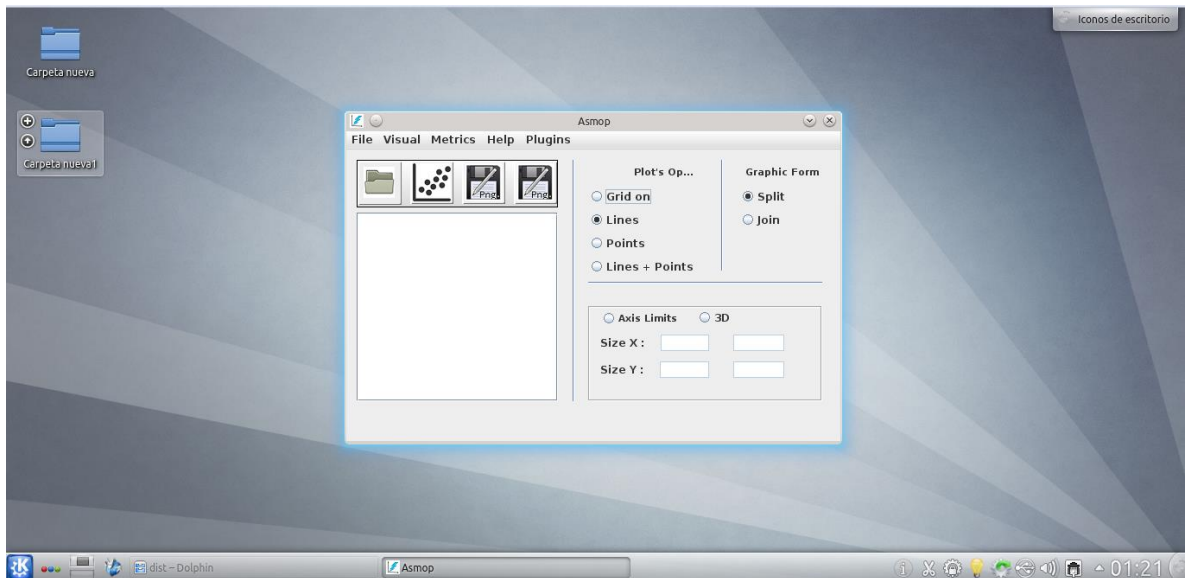 Iconos de escritorio
Carpeta nueva
Carpeta nueva1
Asmop
File Visual Metrics Help Plugins
Png
Png
Plot's Op...
Grid on
Lines
Points
Lines + Points
Graphic Form
Split
Join
Axis Limits 3D
Size X :
Size Y :
dist – Dolphin
Asmop
01:21